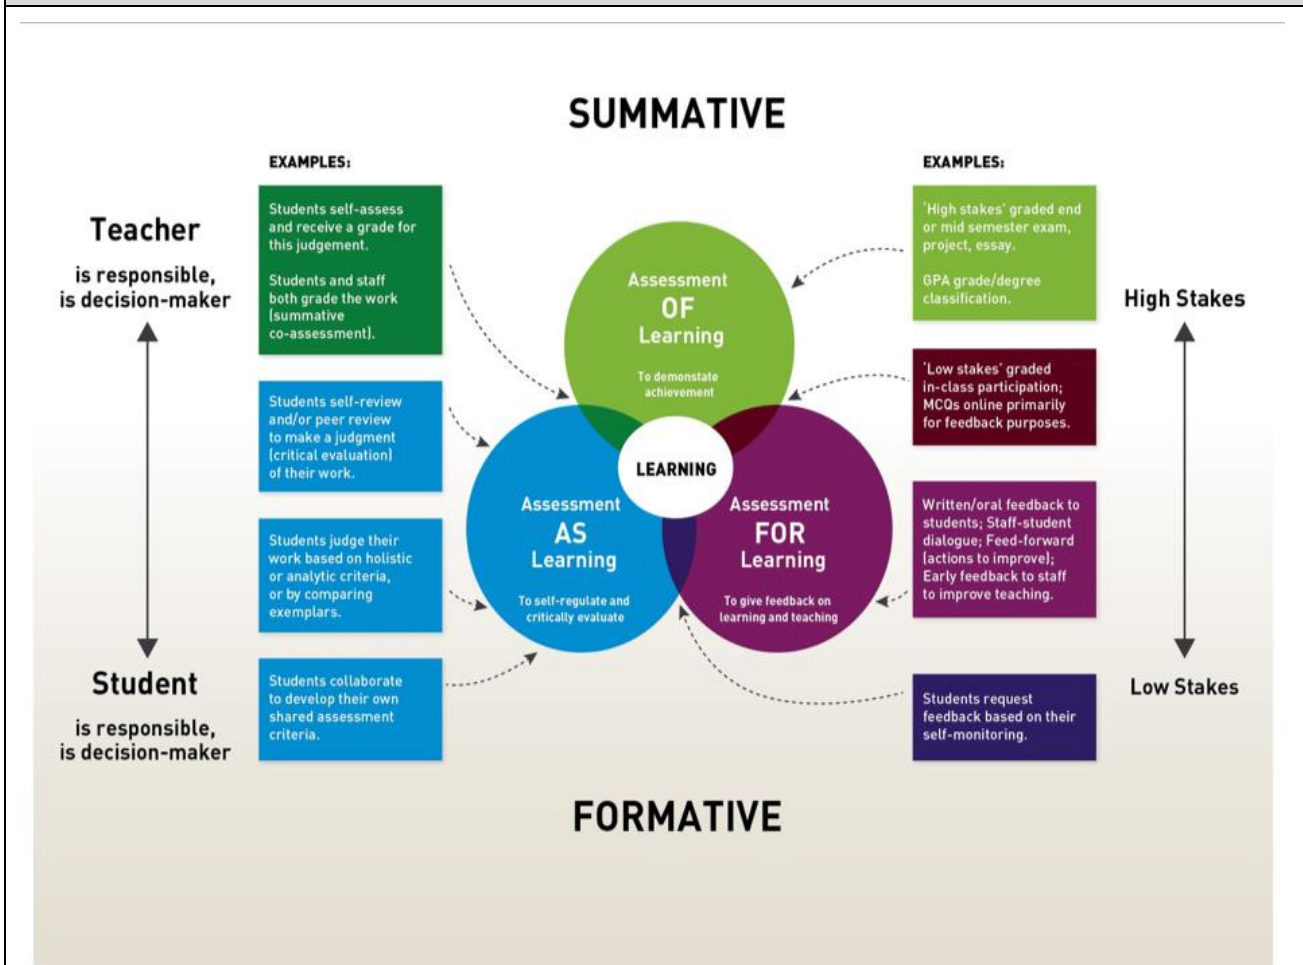 SUMMATIVE
EXAMPLES:
Students self-assess
and receive a grade for
this judgement.
Students and staff
both grade the work
(summative
co-assessment).
Students self-review
and/or peer review
to make a judgment
(critical evaluation)
of their work.
Students judge their
work based on holistic
or analytic criteria,
or by comparing
exemplars.
Students collaborate
to develop their own
shared assessment
criteria.
Teacher
is responsible,
is decision-maker
Student
is responsible,
is decision-maker
Assessment
OF
Learning
To demonstate
achievement
LEARNING
Assessment
AS
Learning
To self-regulate and
critically evaluate
Assessment
FOR
Learning
To give feedback on
learning and teaching
EXAMPLES:
'High stakes' graded end
or mid semester exam,
project, essay.
GPA grade/degree
classification.
'Low stakes' graded
in-class participation;
MCQs online primarily
for feedback purposes.
Written/oral feedback to
students; Staff-student
dialogue; Feed-forward
(actions to improve);
Early feedback to staff
to improve teaching.
Students request
feedback based on their
self-monitoring.
High Stakes
Low Stakes
FORMATIVE